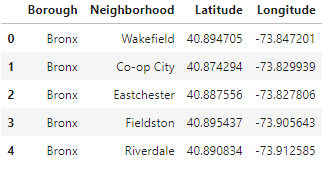 Borough Neighborhood Latitude Longitude
0 Bronx Wakefield 40.894705 -73.847201
1 Bronx Co-op City 40.874294 -73.829939
2 Bronx Eastchester 40.887556 -73.827806
3 Bronx Fieldston 40.895437 -73.905643
4 Bronx Riverdale 40.890834 -73.912585